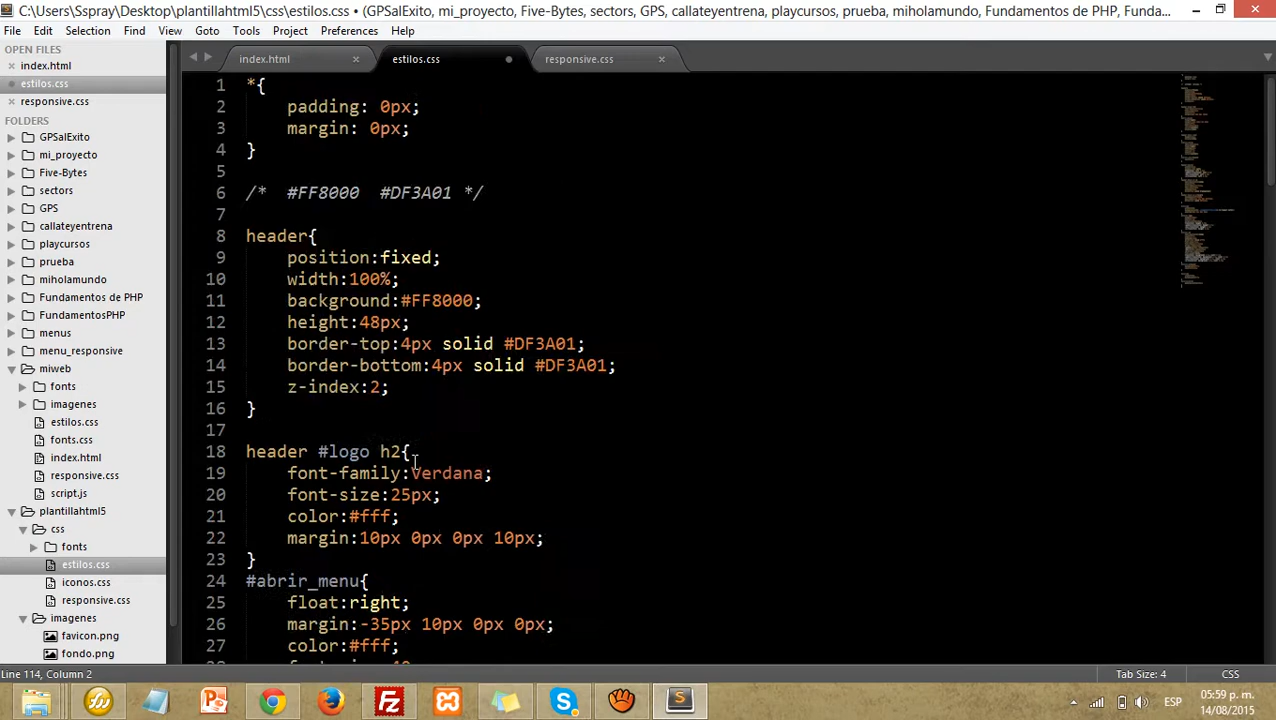 C:\Users\Sspray\Desktop\plantillahtml5\css\estilos.css • (GPSalExito, mi_proyecto, Five-Bytes, sectors, GPS, callateyentrena, playcursos, prueba, miholamundo, Fundamentos de PHP, Funda...
File Edit Selection Find View Goto Tools Project Preferences Help
OPEN FILES
index.html
estilos.css
responsive.css
FOLDERS
GPSalExito
mi_proyecto
Five-Bytes
sectors
GPS
callateyentrena
playcursos
prueba
miholamundo
Fundamentos de PHP
FundamentosPHP
menus
menu_responsive
miweb
fonts
imagenes
estilos.css
fonts.css
index.html
responsive.css
script.js
plantillahtml5
css
fonts
estilos.css
iconos.css
responsive.css
imagenes
favicon.png
fondo.png
index.html estilos.css responsive.css
1 *{
2 padding: 0px;
3 margin: 0px;
4 }
5
6 /* #FF8000 #DF3A01 */
7
8 header{
9 position:fixed;
10 width:100%;
11 background:#FF8000;
12 height:48px;
13 border-top:4px solid #DF3A01;
14 border-bottom:4px solid #DF3A01;
15 z-index:2;
16 }
17
18 header #logo h2{
19 font-family:Verdana;
20 font-size:25px;
21 color:#fff;
22 margin:10px 0px 0px 10px;
23 }
24 #abrir_menu{
25 float:right;
26 margin:-35px 10px 0px 0px;
27 color:#fff;
Line 114, Column 2 Tab Size: 4 CSS
ESP 05:59 p. m.
14/08/2015